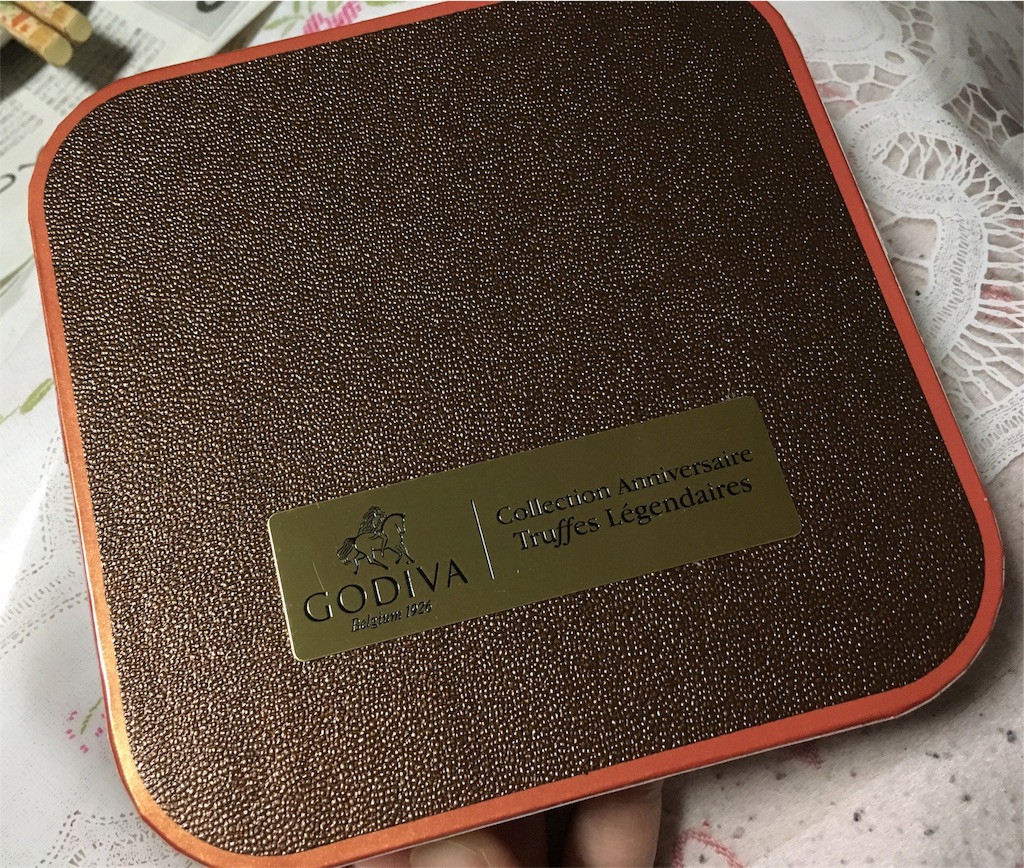 GODIVA
Belgium 1926
Collection Anniversaire
Truffes Légendaires